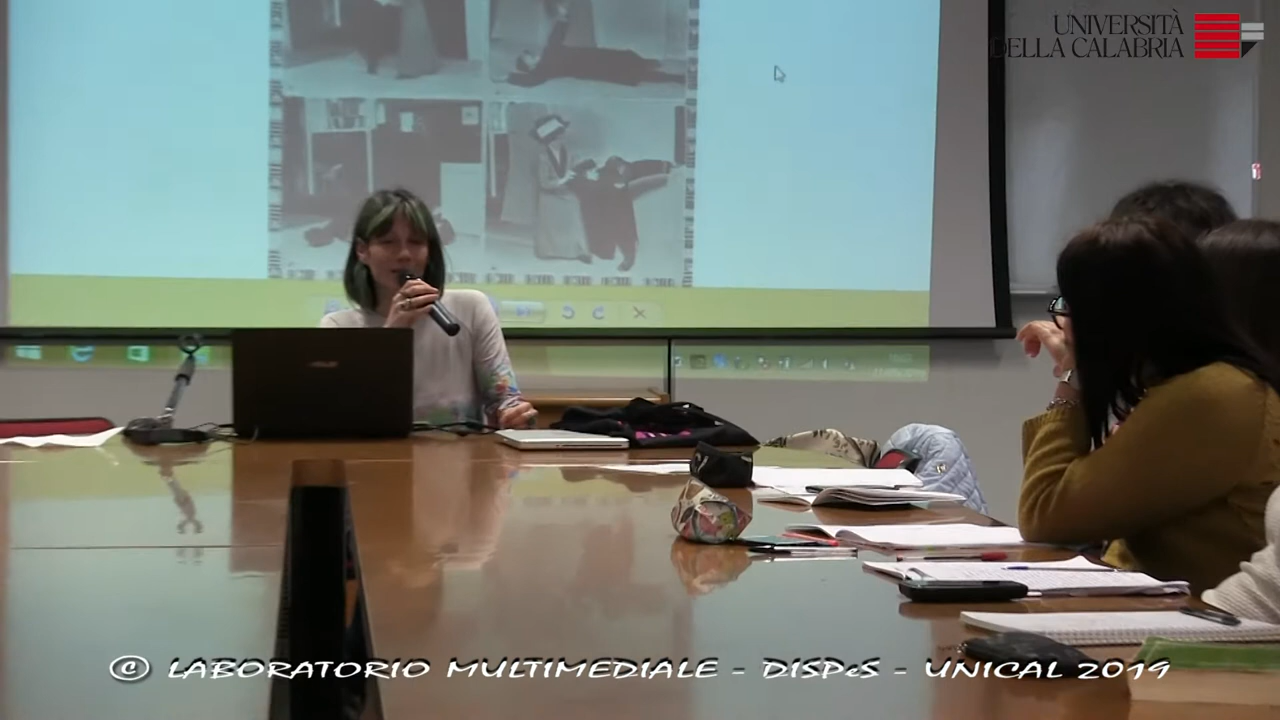 UNIVERSITÀ
DELLA CALABRIA
© LABORATORIO MULTIMEDIALE - DISPeS - UNICAL 2019